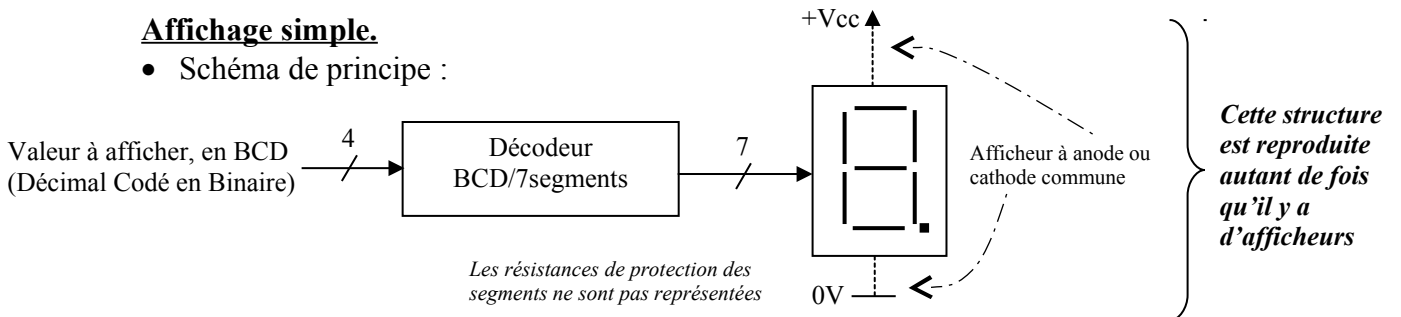 Affichage simple.
• Schéma de principe :
+Vcc
Valeur à afficher, en BCD
(Décimal Codé en Binaire)
4
Décodeur
BCD/7segments
7
Afficheur à anode ou
cathode commune
Cette structure
est reproduite
autant de fois
qu’il y a
d’afficheurs
Les résistances de protection des
segments ne sont pas représentées
0V